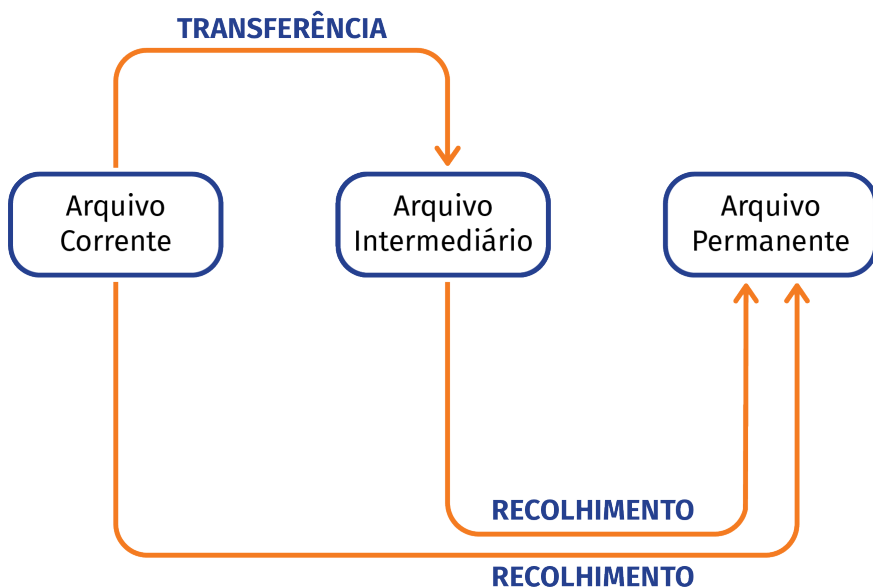 TRANSFERÊNCIA
Arquivo
Corrente
Arquivo
Intermediário
Arquivo
Permanente
RECOLHIMENTO
RECOLHIMENTO